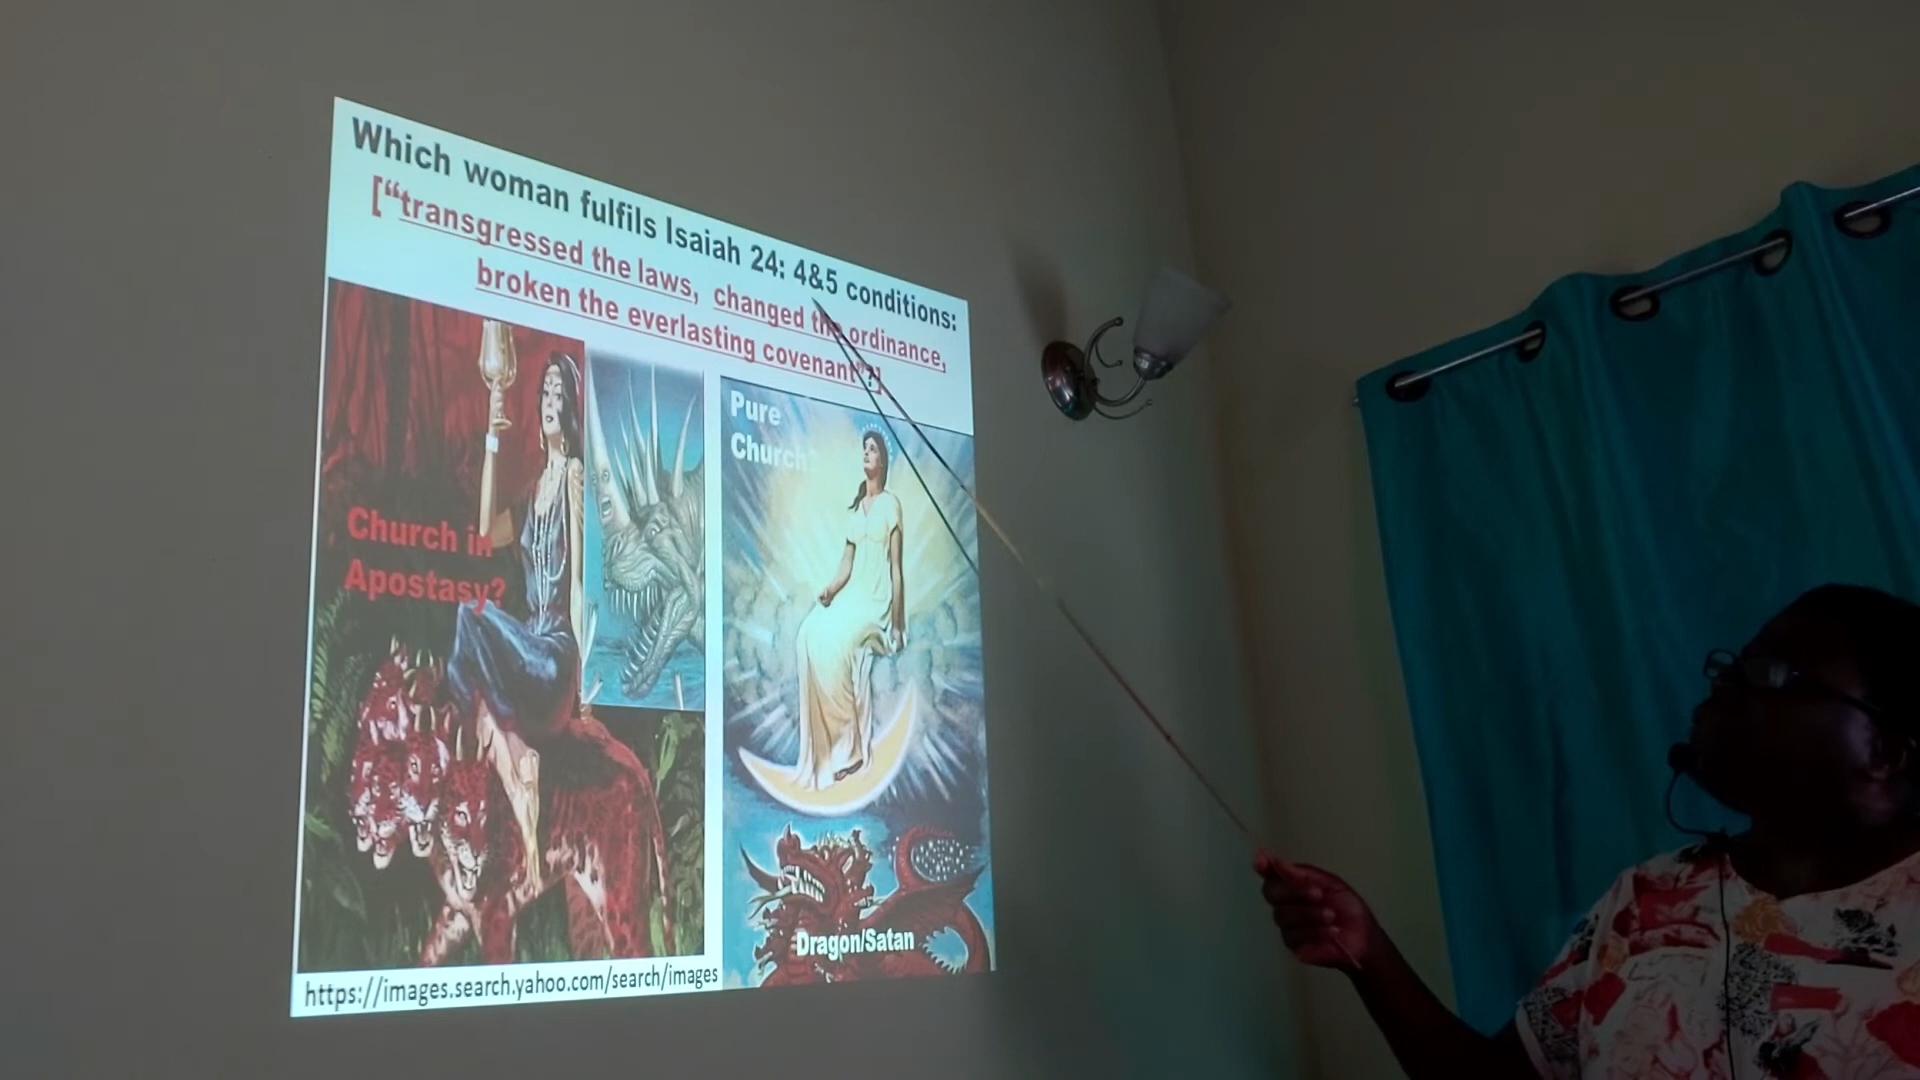 Which woman fulfils Isaiah 24: 4&5 conditions:
[“transgressed the laws, changed the ordinance,
broken the everlasting covenant”?]
Church in
Apostasy?
Pure
Church?
Dragon/Satan
https://images.search.yahoo.com/search/images